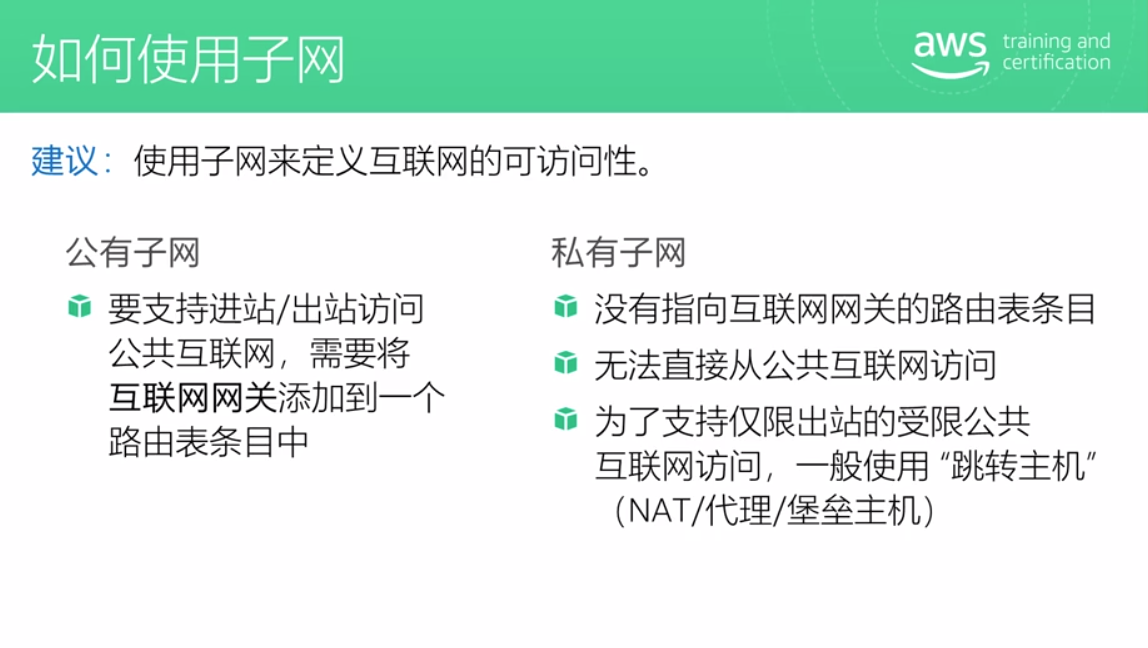 如何使用子网
aws
training and
certification
建议：使用子网来定义互联网的可访问性。
公有子网
要支持进站/出站访问
公共互联网，需要将
互联网网关添加到一个
路由表条目中
私有子网
没有指向互联网网关的路由表条目
无法直接从公共互联网访问
为了支持仅限出站的受限公共
互联网访问，一般使用“跳转主机”
（NAT/代理/堡垒主机）